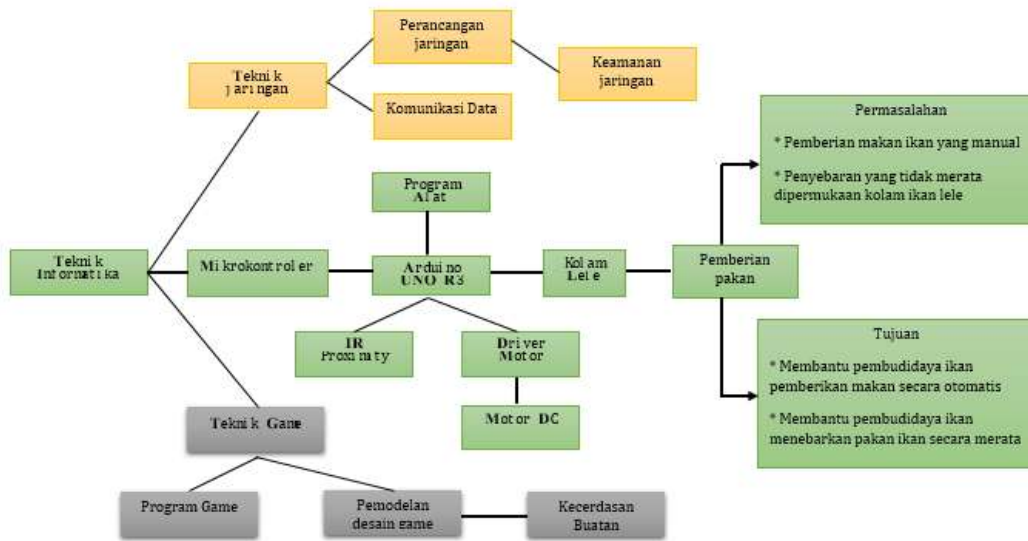 Perancangan
jaringan
Keamanan
jaringan
Teknik
jaringan
Komunikasi Data
Permasalahan
* Pemberian makan ikan yang manual
* Penyebaran yang tidak merata
dipermukaan kolam ikan lele
Program
Alat
Teknik
Informatika
Mikrokontroler
Arduino
UNO R3
Kolam
Lele
Pemberian
pakan
IR
Proximity
Driver
Motor
Motor DC
Tujuan
* Membantu pembudidaya ikan
pemberikan makan secara otomatis
* Membantu pembudidaya ikan
menebarkan pakan ikan secara merata
Teknik Game
Program Game
Pemodelan
desain game
Kecerdasan
Buatan